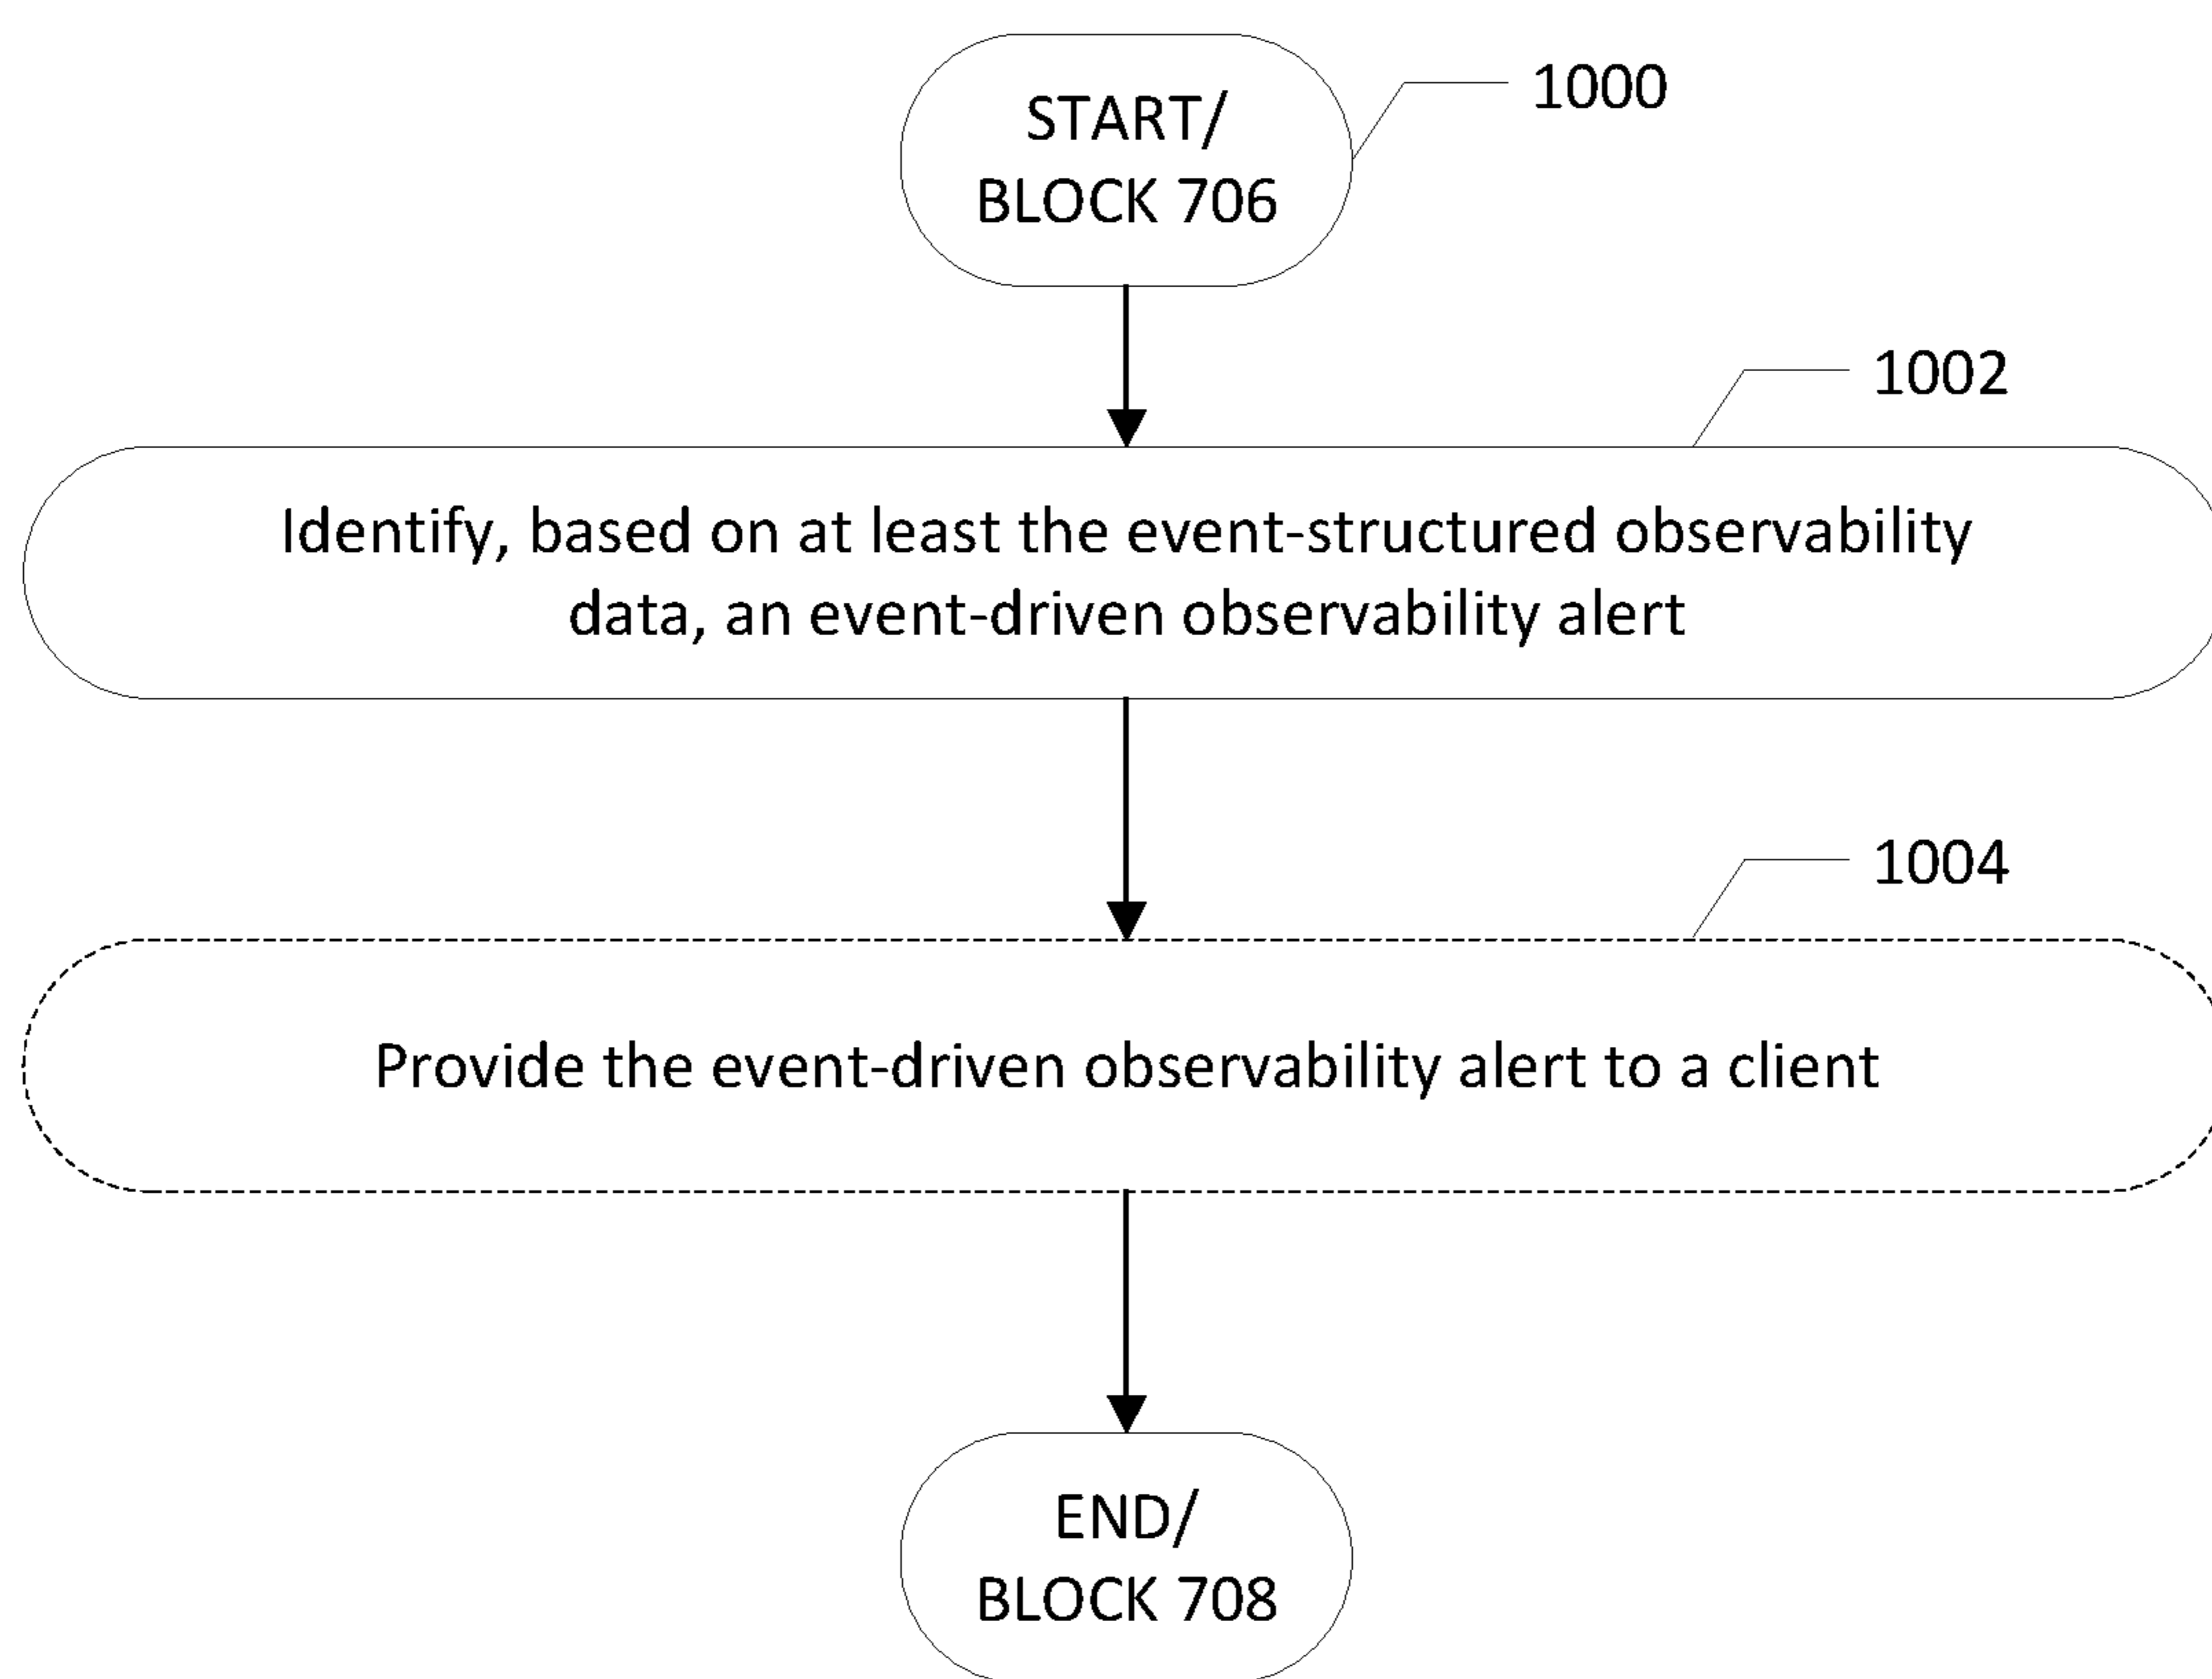 START/
BLOCK 706
1000
1002
Identify, based on at least the event-structured observability
data, an event-driven observability alert
1004
Provide the event-driven observability alert to a client
END/
BLOCK 708